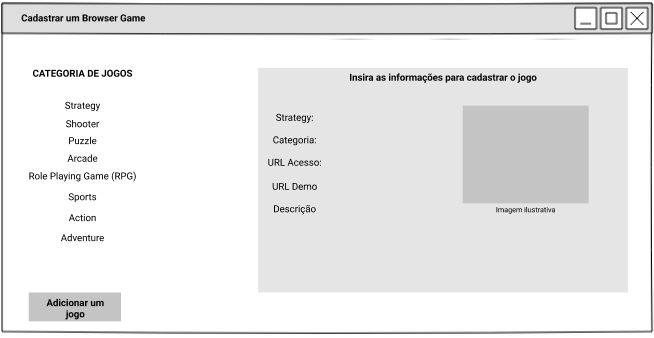 Cadastrar um Browser Game
CATEGORIA DE JOGOS
Strategy
Shooter
Puzzle
Arcade
Role Playing Game (RPG)
Sports
Action
Adventure
Adicionar um
jogo
Insira as informações para cadastrar o jogo
Strategy:
Categoria:
URL Acesso:
URL Demo
Descrição
Imagem ilustrativa